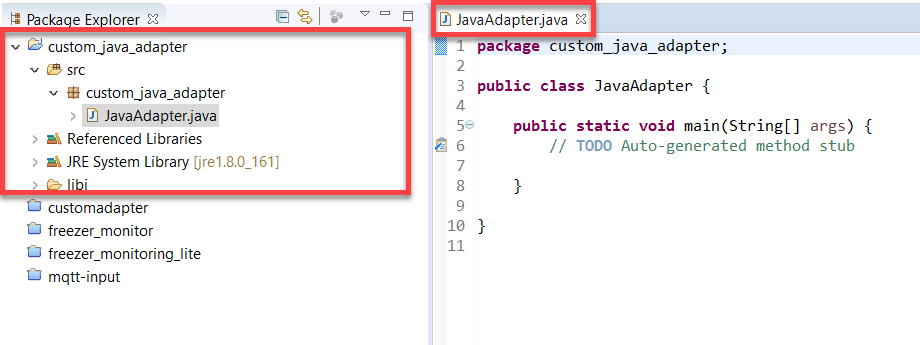 Package Explorer
custom_java_adapter
src
custom_java_adapter
JavaAdapter.java
Referenced Libraries
JRE System Library [jre1.8.0_161]
libj
customadapter
freezer_monitor
freezer_monitoring_lite
mqtt-input
JavaAdapter.java
1 package custom_java_adapter;
2
3 public class JavaAdapter {
4
5 public static void main(String[] args) {
6 // TODO Auto-generated method stub
7
8 }
9
10 }
11